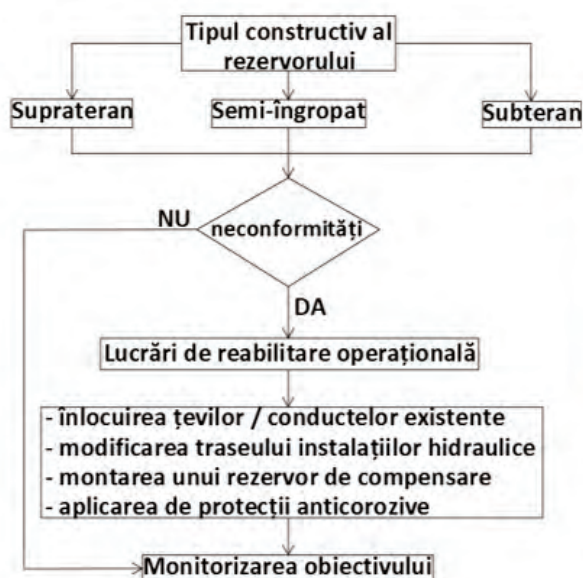 Tipul constructiv al
rezervorului
Suprateran
Semi-îngropat
Subteran
NU
neconformități
DA
Lucrări de reabilitare operațională
- înlocuirea țevilor / conductelor existente
- modificarea traseului instalațiilor hidraulice
- montarea unui rezervor de compensare
- aplicarea de protecții anticorozive
Monitorizarea obiectivului